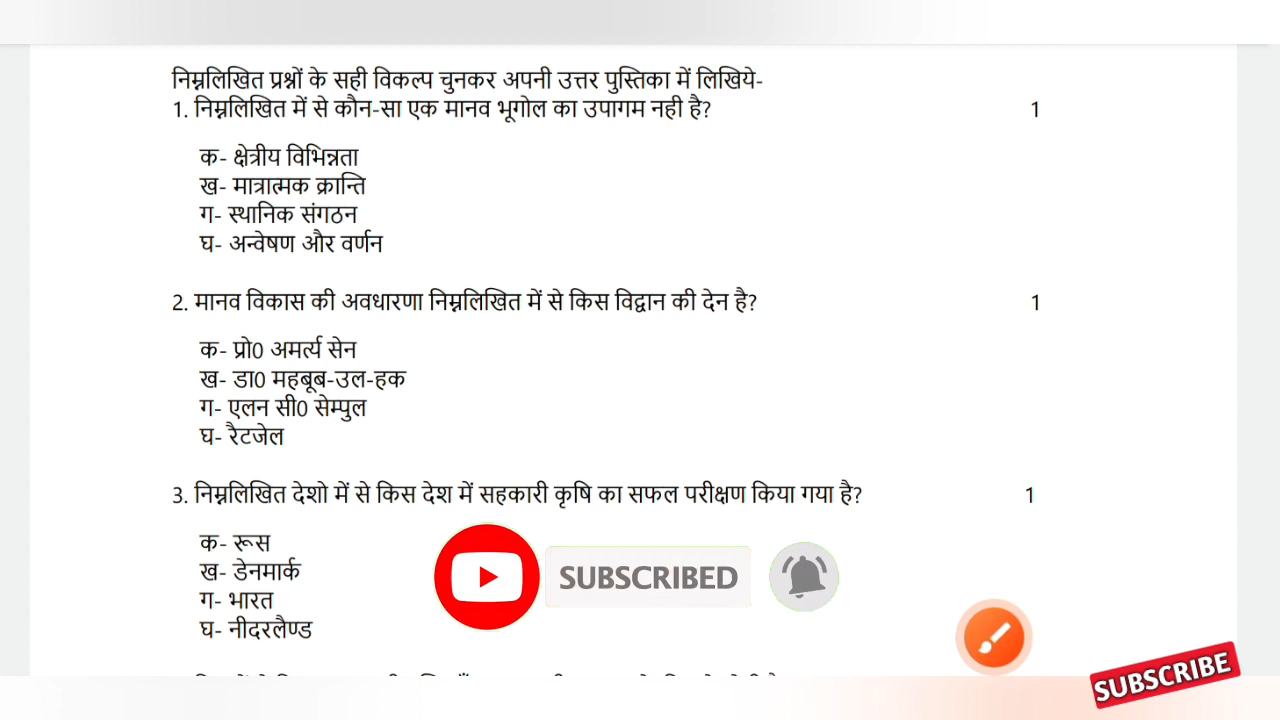 निम्नलिखित प्रश्नों के सही विकल्प चुनकर अपनी उत्तर पुस्तिका में लिखिये-
1. निम्नलिखित में से कौन-सा एक मानव भूगोल का उपागम नही है? 1
क- क्षेत्रीय विभिन्नता
ख- मात्रात्मक क्रान्ति
ग- स्थानिक संगठन
घ- अन्वेषण और वर्णन
2. मानव विकास की अवधारणा निम्नलिखित में से किस विद्वान की देन है? 1
क- प्रो0 अमर्त्य सेन
ख- डा0 महबूब-उल-हक
ग- एलन सी0 सेम्पुल
घ- रैटजेल
3. निम्नलिखित देशो में से किस देश में सहकारी कृषि का सफल परीक्षण किया गया है? 1
क- रूस
ख- डेनमार्क
ग- भारत
घ- नीदरलैण्ड
SUBSCRIBED
SUBSCRIBE